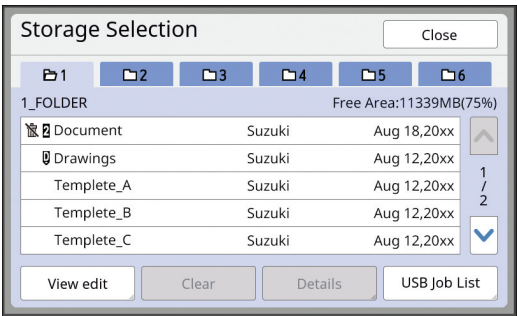 Storage Selection
Close
1 2 3 4 5 6
1_FOLDER Free Area:11339MB(75%)
2 Document Suzuki Aug 18,20xx
Drawings Suzuki Aug 12,20xx
Templete_A Suzuki Aug 12,20xx
Templete_B Suzuki Aug 12,20xx
Templete_C Suzuki Aug 12,20xx
1
/
2
View edit Clear Details USB Job List